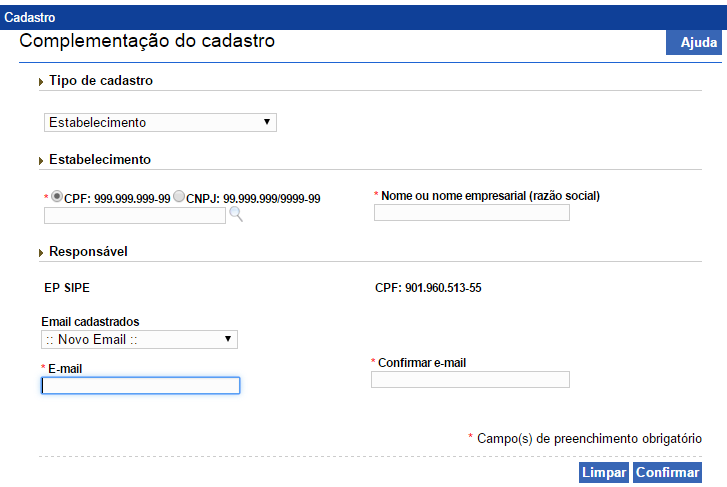 Cadastro
Complementação do cadastro
Ajuda
Tipo de cadastro
Estabelecimento
Estabelecimento
* CPF: 999.999.999-99 CNPJ: 99.999.999/9999-99
* Nome ou nome empresarial (razão social)
Responsável
EP SIPE
CPF: 901.960.513-55
Email cadastrados
:: Novo Email ::
* E-mail
* Confirmar e-mail
* Campo(s) de preenchimento obrigatório
Limpar Confirmar